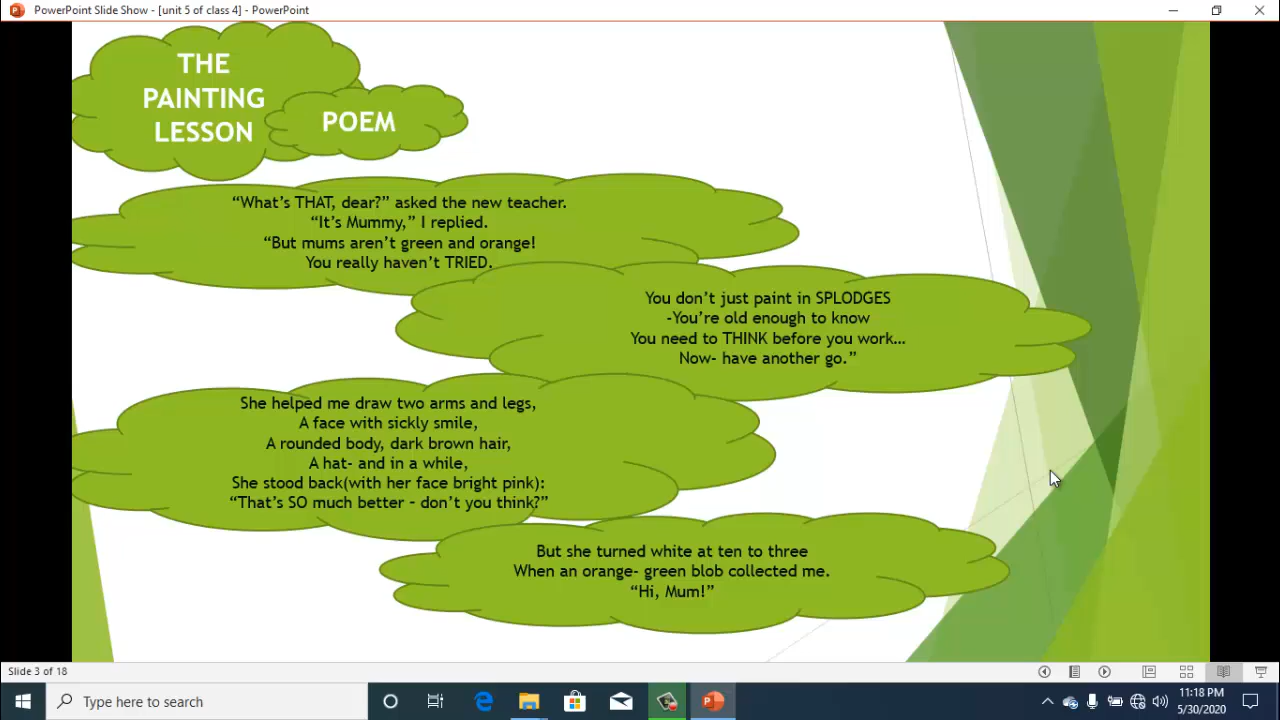 PowerPoint Slide Show - [unit 5 of class 4] - PowerPoint
THE
PAINTING
LESSON
POEM
“What’s THAT, dear?” asked the new teacher.
“It’s Mummy,” I replied.
“But mums aren’t green and orange!
You really haven’t TRIED.
You don’t just paint in SPLODGES
-You’re old enough to know
You need to THINK before you work…
Now- have another go.”
She helped me draw two arms and legs,
A face with sickly smile,
A rounded body, dark brown hair,
A hat- and in a while,
She stood back(with her face bright pink):
“That’s SO much better – don’t you think?”
But she turned white at ten to three
When an orange- green blob collected me.
“Hi, Mum!”
Slide 3 of 18
Type here to search
11:18 PM
5/30/2020